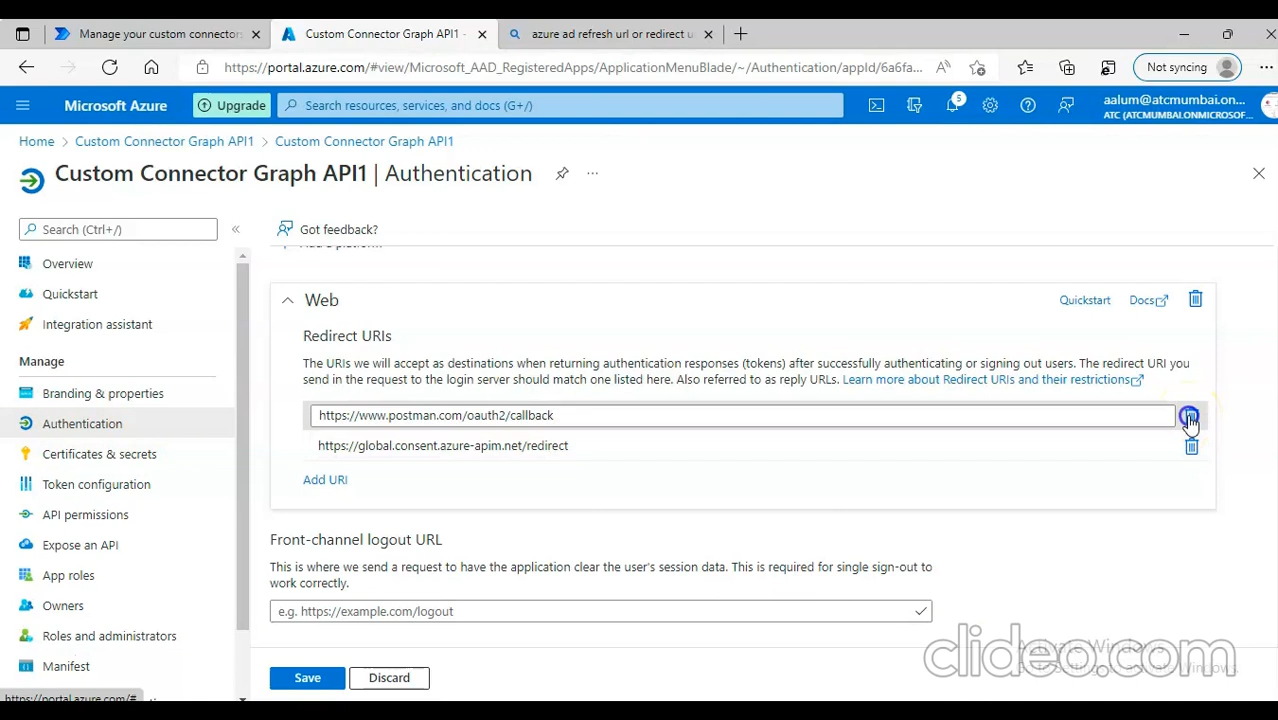 Manage your custom connectors
Custom Connector Graph API1 -
azure ad refresh url or redirect u
https://portal.azure.com/#view/Microsoft_AAD_RegisteredApps/ApplicationMenuBlade/~/Authentication/appId/6a6fa...
Not syncing
Microsoft Azure
Upgrade
Search resources, services, and docs (G+/)
5
aalum@atcmumbai.on...
ATC (ATCMUMBAI.ONMICROSOF...
Home > Custom Connector Graph API1 > Custom Connector Graph API1
Custom Connector Graph API1 | Authentication
Search (Ctrl+/)
Got feedback?
Overview
Quickstart
Integration assistant
Manage
Branding & properties
Authentication
Certificates & secrets
Token configuration
API permissions
Expose an API
App roles
Owners
Roles and administrators
Manifest
https://portal.azure.com/#
Add a platform
Web
Quickstart
Docs
Redirect URIs
The URIs we will accept as destinations when returning authentication responses (tokens) after successfully authenticating or signing out users. The redirect URI you
send in the request to the login server should match one listed here. Also referred to as reply URLs. Learn more about Redirect URIs and their restrictions
https://www.postman.com/oauth2/callback
https://global.consent.azure-apim.net/redirect
Add URI
Front-channel logout URL
This is where we send a request to have the application clear the user's session data. This is required for single sign-out to
work correctly.
e.g. https://example.com/logout
Save
Discard
Activate Windows
clideo.com